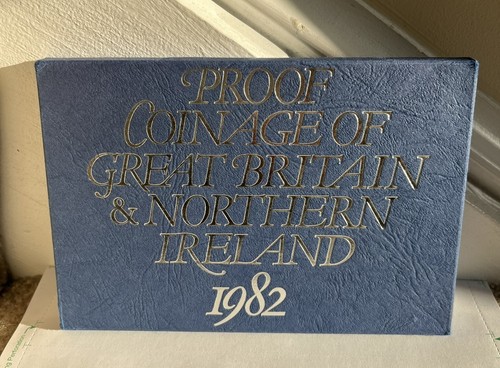 PROOF
COINAGE OF
GREAT BRITAIN
& NORTHERN
IRELAND
1982